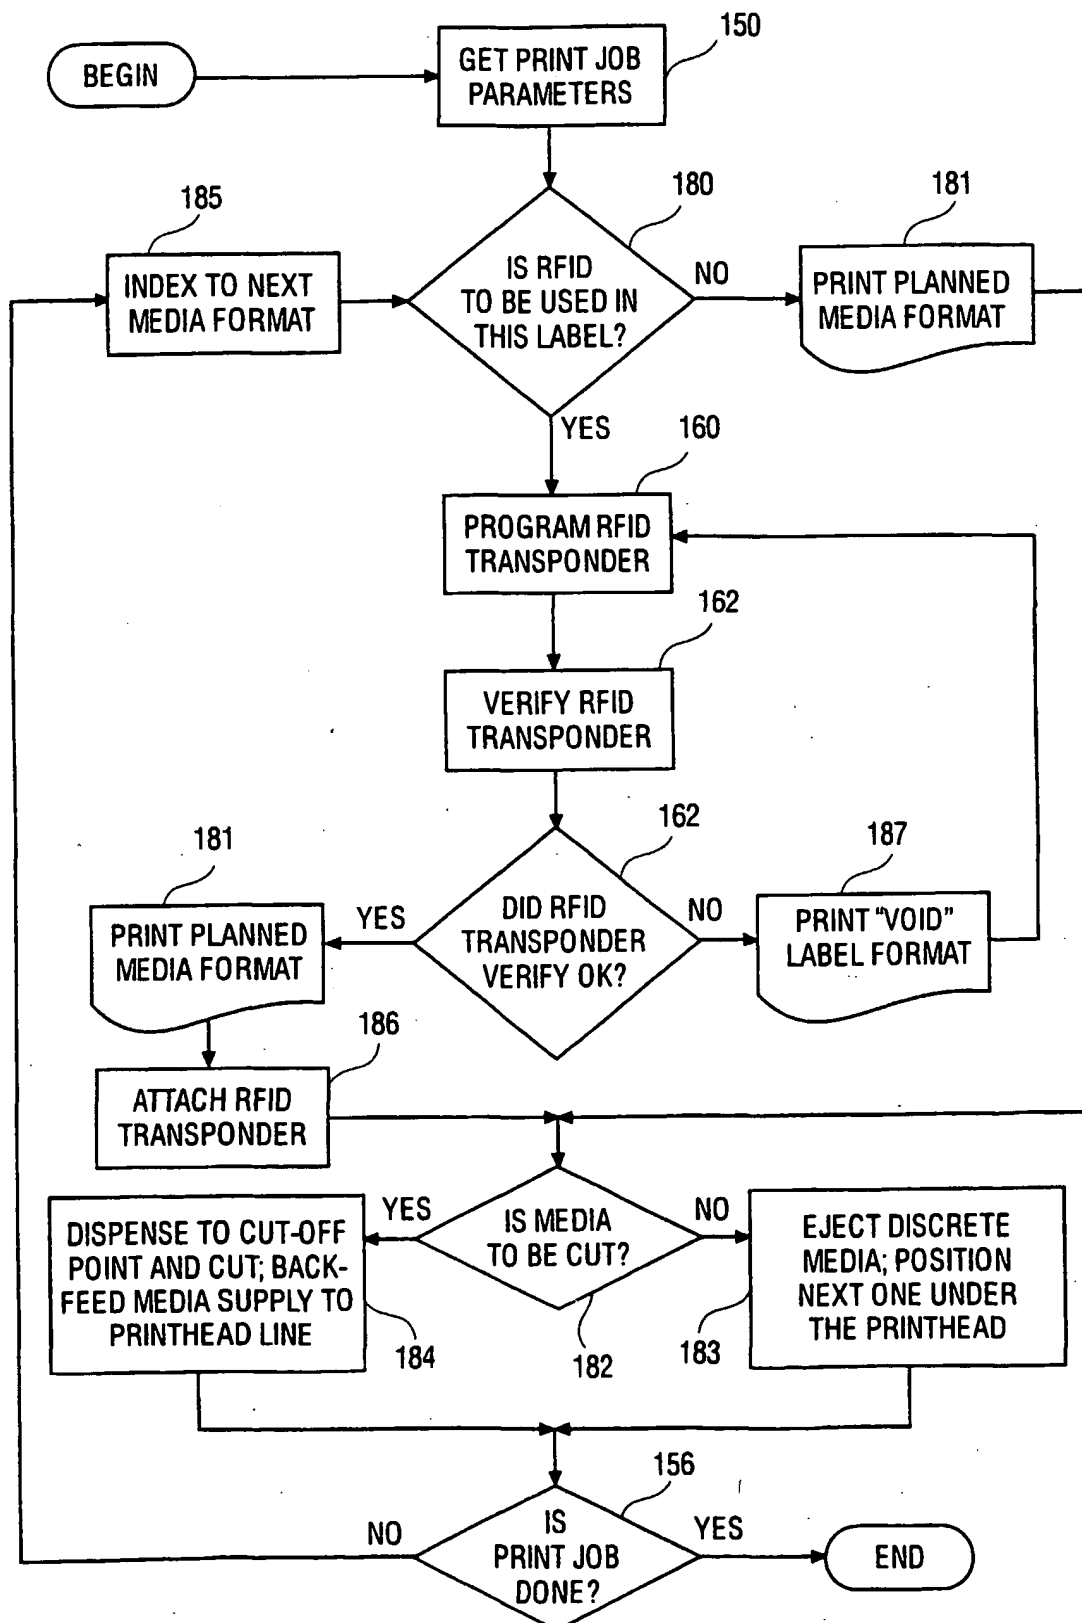 150
BEGIN
GET PRINT JOB
PARAMETERS
185
180
181
INDEX TO NEXT
MEDIA FORMAT
IS RFID
TO BE USED IN
THIS LABEL?
NO
PRINT PLANNED
MEDIA FORMAT
YES
160
PROGRAM RFID
TRANSPONDER
162
VERIFY RFID
TRANSPONDER
162
181
187
YES
DID RFID
TRANSPONDER
VERIFY OK?
NO
PRINT "VOID"
LABEL FORMAT
PRINT PLANNED
MEDIA FORMAT
186
ATTACH RFID
TRANSPONDER
YES
IS MEDIA
TO BE CUT?
NO
DISPENSE TO CUT-OFF
POINT AND CUT; BACK-
FEED MEDIA SUPPLY TO
PRINTHEAD LINE
EJECT DISCRETE
MEDIA; POSITION
NEXT ONE UNDER
THE PRINTHEAD
184
182
183
156
NO
IS
PRINT JOB
DONE?
YES
END